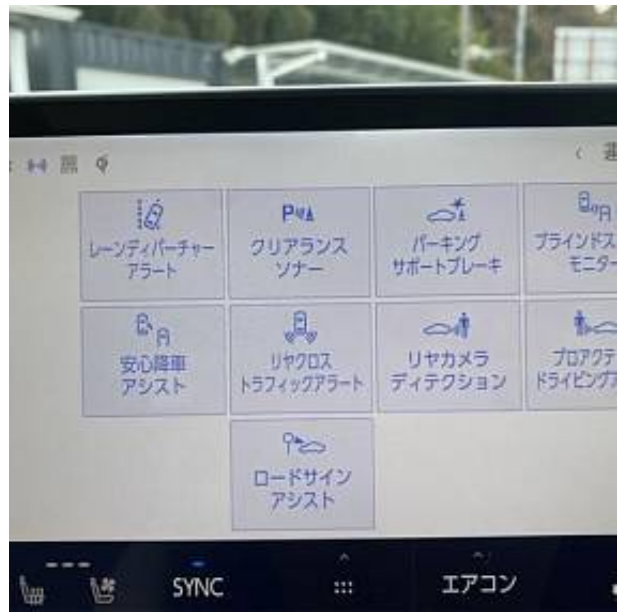 レーンディパーチャー
アラート
クリアランス
ソナー
パーキング
サポートブレーキ
ブラインドス
モニター
安心降車
アシスト
リヤクロス
トラフィックアラート
リヤカメラ
ディテクション
プロアクテ
ドライビングア
ロードサイン
アシスト
SYNC
エアコン